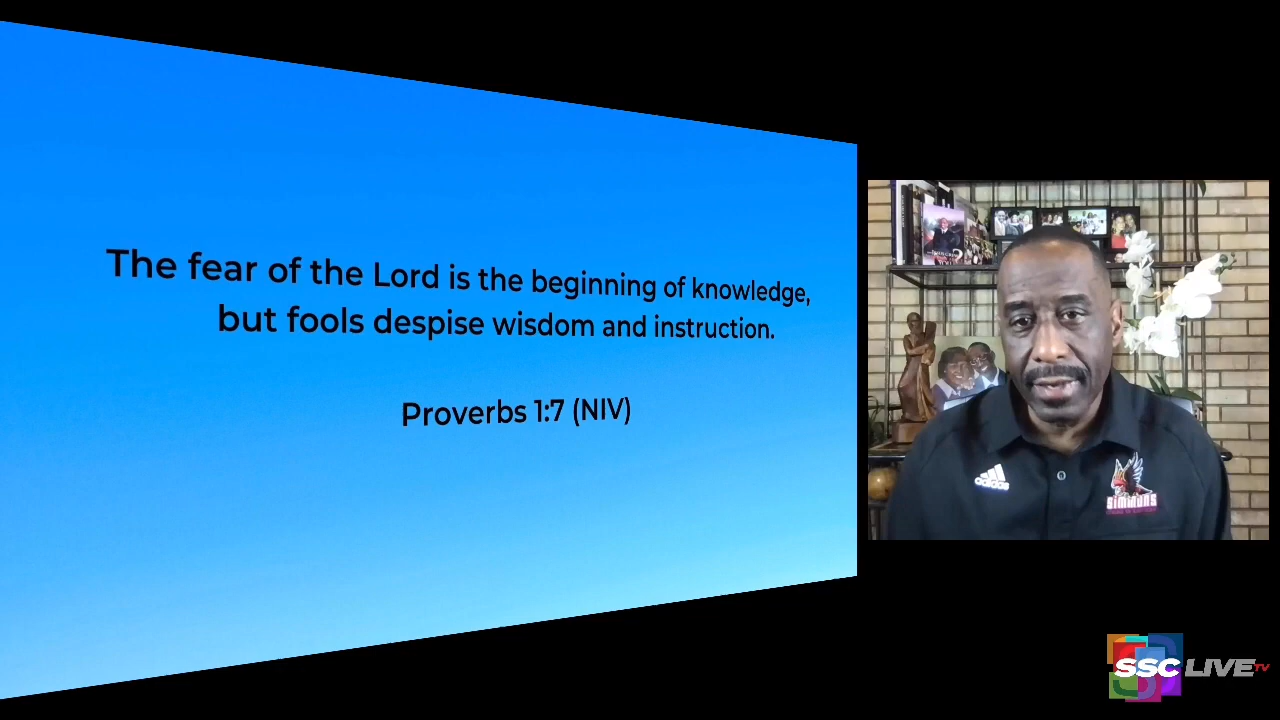 The fear of the Lord is the beginning of knowledge,
but fools despise wisdom and instruction.
Proverbs 1:7 (NIV)
adidas
SIMMONS
SSC LIVE TV